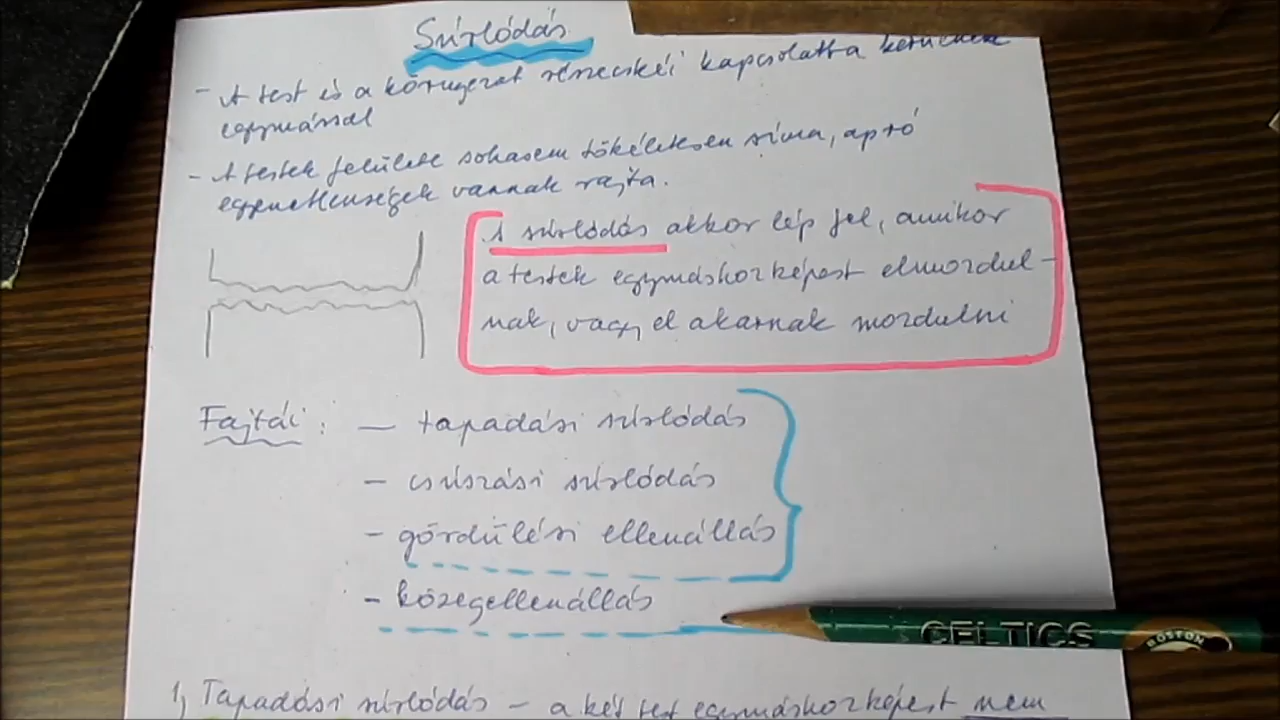 Súrlódás
- A test és a környezet részecskéi kapcsolatba kerülnek
egymással
- A testek felülete sohasem tökéletesen sima, apró
egyenetlenségek vannak rajta.
A súrlódás akkor lép fel, amikor
a testek egymáshoz képest elmozdul-
nak, vagy el akarnak mozdulni
Fajtái: - tapadási súrlódás
- csúszási súrlódás
- gördülési ellenállás
- közegellenállás
CELTICS
BOSTON
1, Tapadási súrlódás - a két test egymáshoz képest nem